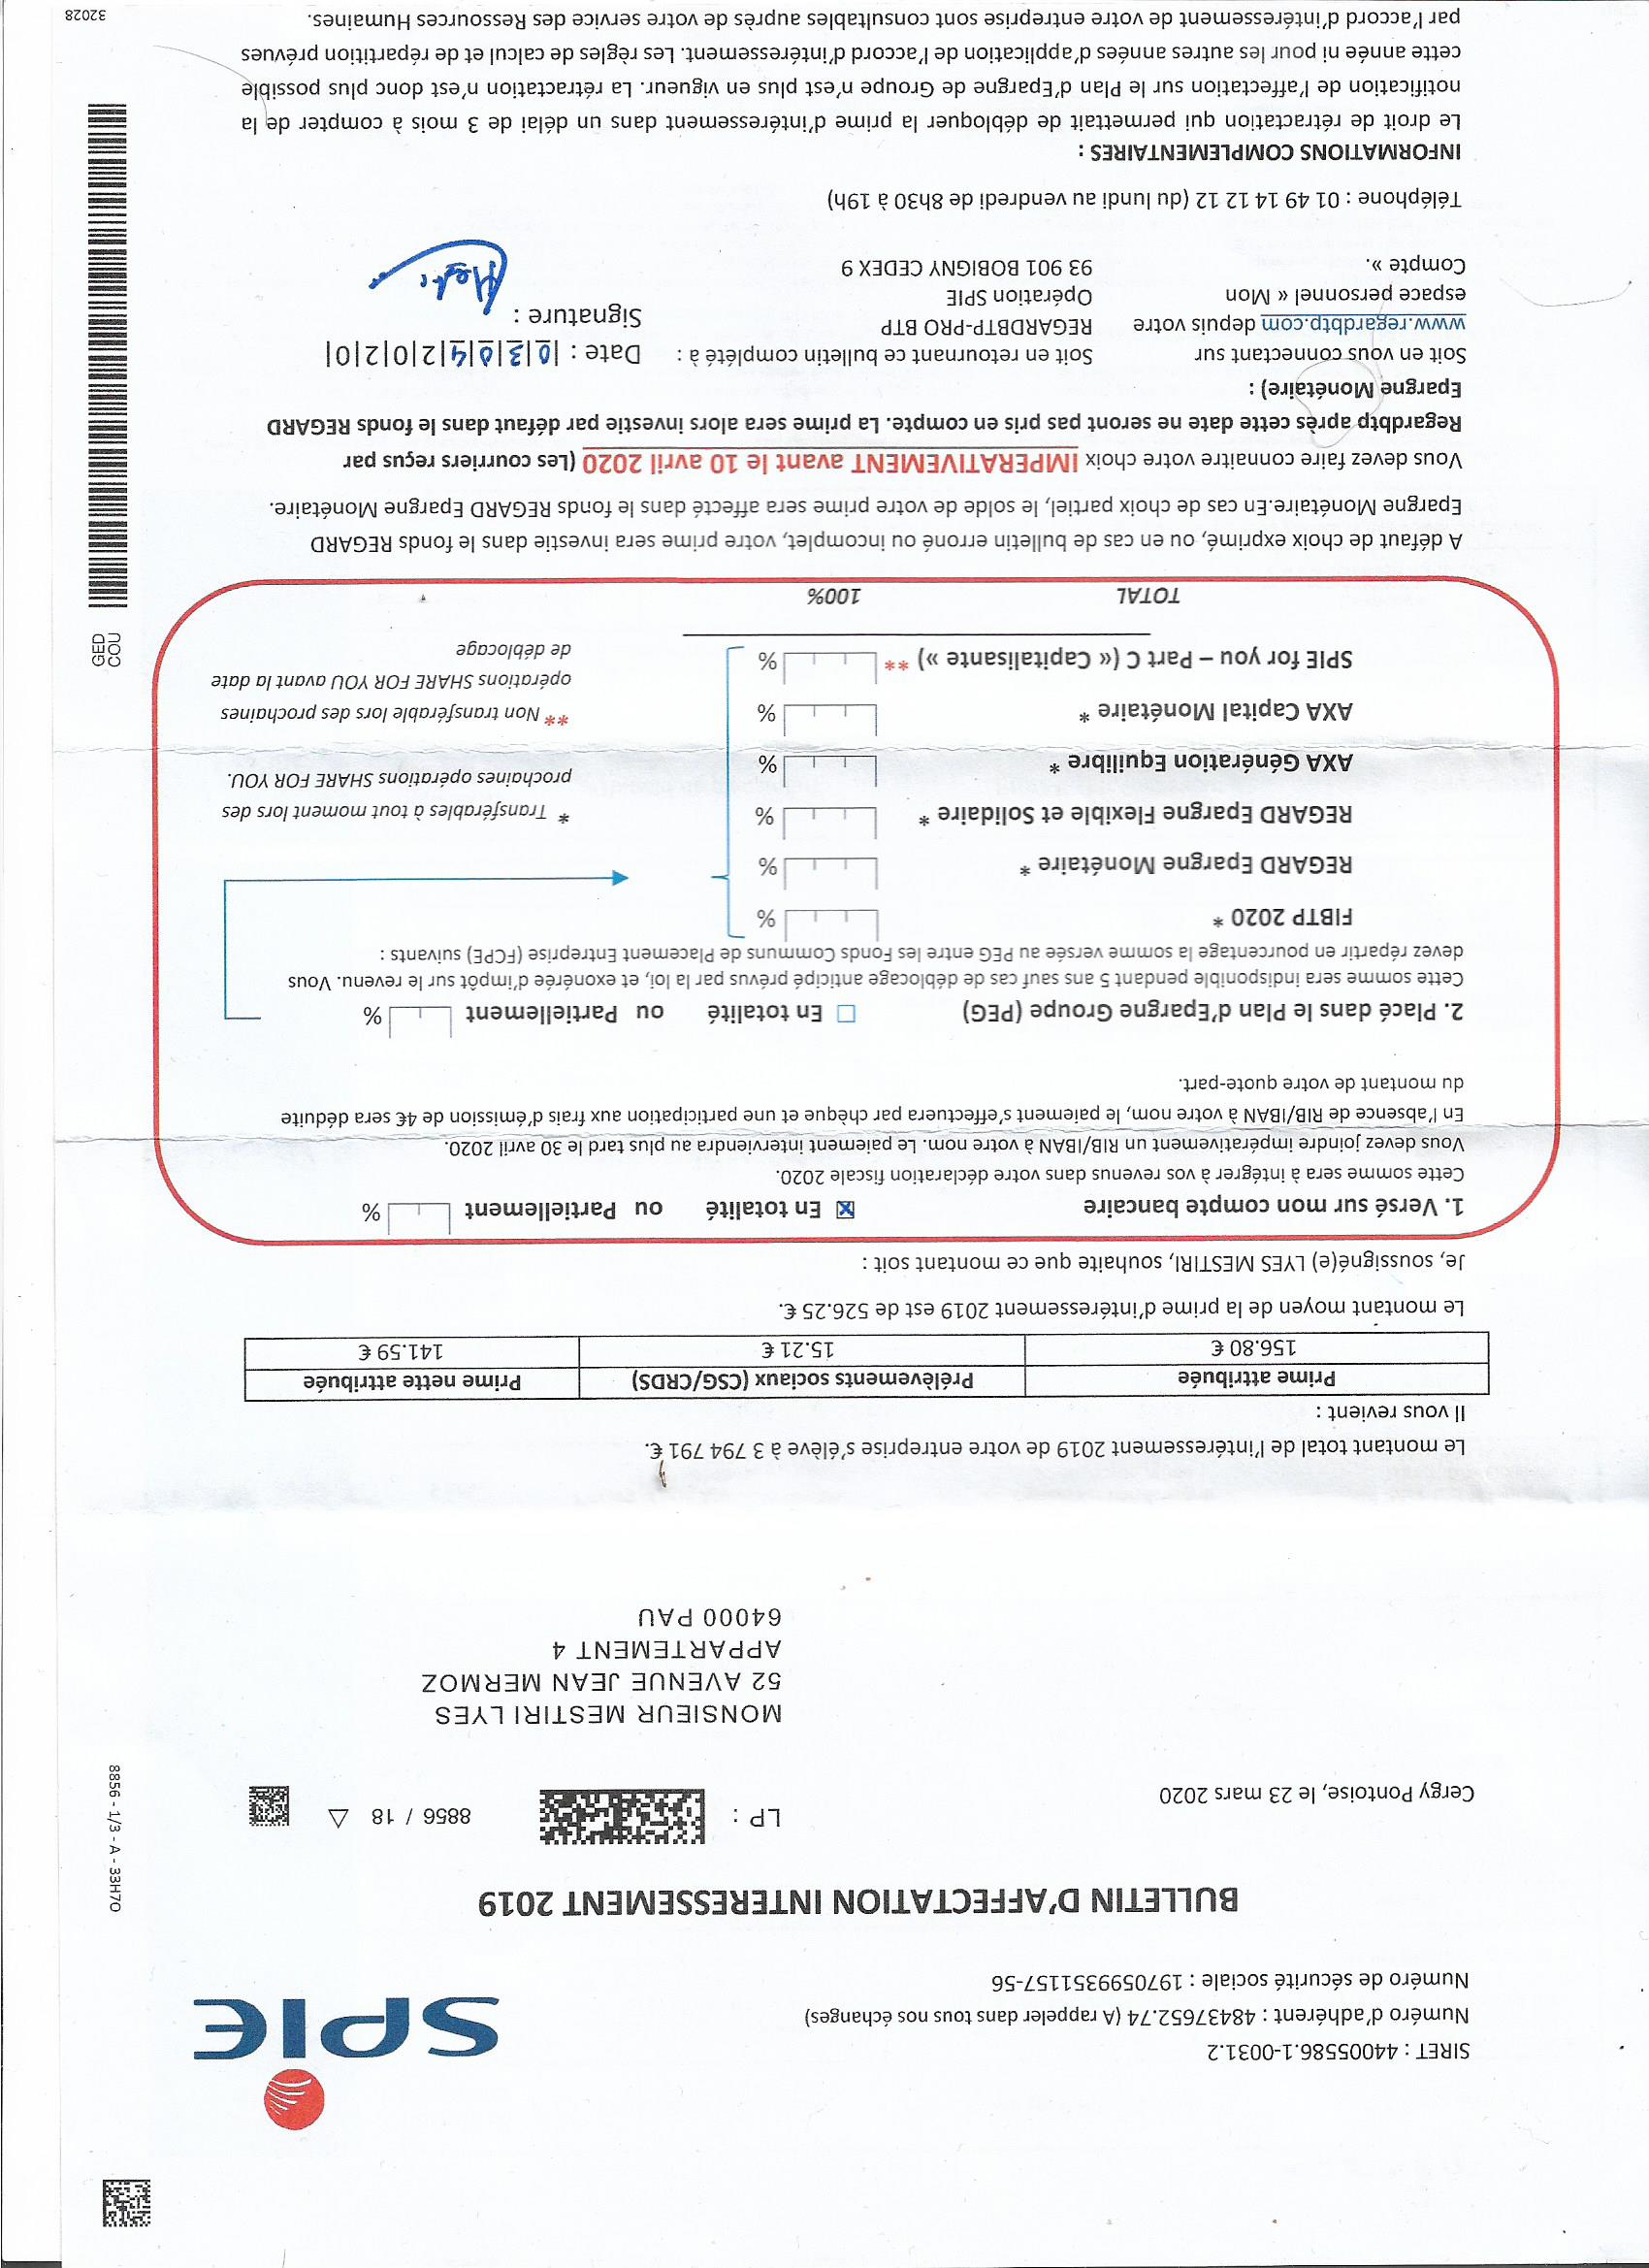 SPIE
SIRET : 44005586.1-0031.2
Numéro d'adhérent : 48437652.74 (A rappeler dans tous nos échanges)
Numéro de sécurité sociale : 1970599351157-56
BULLETIN D'AFFECTATION INTERESSEMENT 2019
8856 - 1/3 - A - 33H7O
LP : 8856 / 18 △
Cergy Pontoise, le 23 mars 2020
MONSIEUR MESTIRI LYES
52 AVENUE JEAN MERMOZ
APPARTEMENT 4
64000 PAU
Le montant total de l'intéressement 2019 de votre entreprise s'élève à 3 794 791 €.
Il vous revient :
Prime attribuée Prélèvements sociaux (CSG/CRDS) Prime nette attribuée
156.80 € 15.21 € 141.59 €
Le montant moyen de la prime d'intéressement 2019 est de 526.25 €.
Je, soussigné(e) LYES MESTIRI, souhaite que ce montant soit :
1. Versé sur mon compte bancaire ☒ En totalité ou Partiellement %
Cette somme sera à intégrer à vos revenus dans votre déclaration fiscale 2020.
Vous devez joindre impérativement un RIB/IBAN à votre nom. Le paiement interviendra au plus tard le 30 avril 2020.
En l'absence de RIB/IBAN à votre nom, le paiement s'effectuera par chèque et une participation aux frais d'émission de 4€ sera déduite
du montant de votre quote-part.
2. Placé dans le Plan d'Epargne Groupe (PEG) ☐ En totalité ou Partiellement %
Cette somme sera indisponible pendant 5 ans sauf cas de déblocage anticipé prévus par la loi, et exonérée d'impôt sur le revenu. Vous
devez répartir en pourcentage la somme versée au PEG entre les Fonds Communs de Placement Entreprise (FCPE) suivants :
FIBTP 2020 * %
REGARD Epargne Monétaire * %
REGARD Epargne Flexible et Solidaire * %
AXA Génération Equilibre * %
AXA Capital Monétaire * %
SPIE for you – Part C (« Capitalisante ») ** %
* Transférables à tout moment lors des
prochaines opérations SHARE FOR YOU.
** Non transférable lors des prochaines
opérations SHARE FOR YOU avant la date
de déblocage
TOTAL 100%
GED
COU
A défaut de choix exprimé, ou en cas de bulletin erroné ou incomplet, votre prime sera investie dans le fonds REGARD
Epargne Monétaire.En cas de choix partiel, le solde de votre prime sera affecté dans le fonds REGARD Epargne Monétaire.
Vous devez faire connaitre votre choix IMPERATIVEMENT avant le 10 avril 2020 (Les courriers reçus par
Regardbtp après cette date ne seront pas pris en compte. La prime sera alors investie par défaut dans le fonds REGARD
Epargne Monétaire) :
Soit en vous connectant sur
www.regardbtp.com depuis votre
espace personnel « Mon
Compte ».
Soit en retournant ce bulletin complété à :
REGARDBTP-PRO BTP
Opération SPIE
93 901 BOBIGNY CEDEX 9
Date : |0|3|0|4|2|0|2|0|
Signature :
Téléphone : 01 49 14 12 12 (du lundi au vendredi de 8h30 à 19h)
INFORMATIONS COMPLEMENTAIRES :
Le droit de rétractation qui permettait de débloquer la prime d'intéressement dans un délai de 3 mois à compter de la
notification de l'affectation sur le Plan d'Epargne de Groupe n'est plus en vigueur. La rétractation n'est donc plus possible
cette année ni pour les autres années d'application de l'accord d'intéressement. Les règles de calcul et de répartition prévues
par l'accord d'intéressement de votre entreprise sont consultables auprès de votre service des Ressources Humaines.
32028